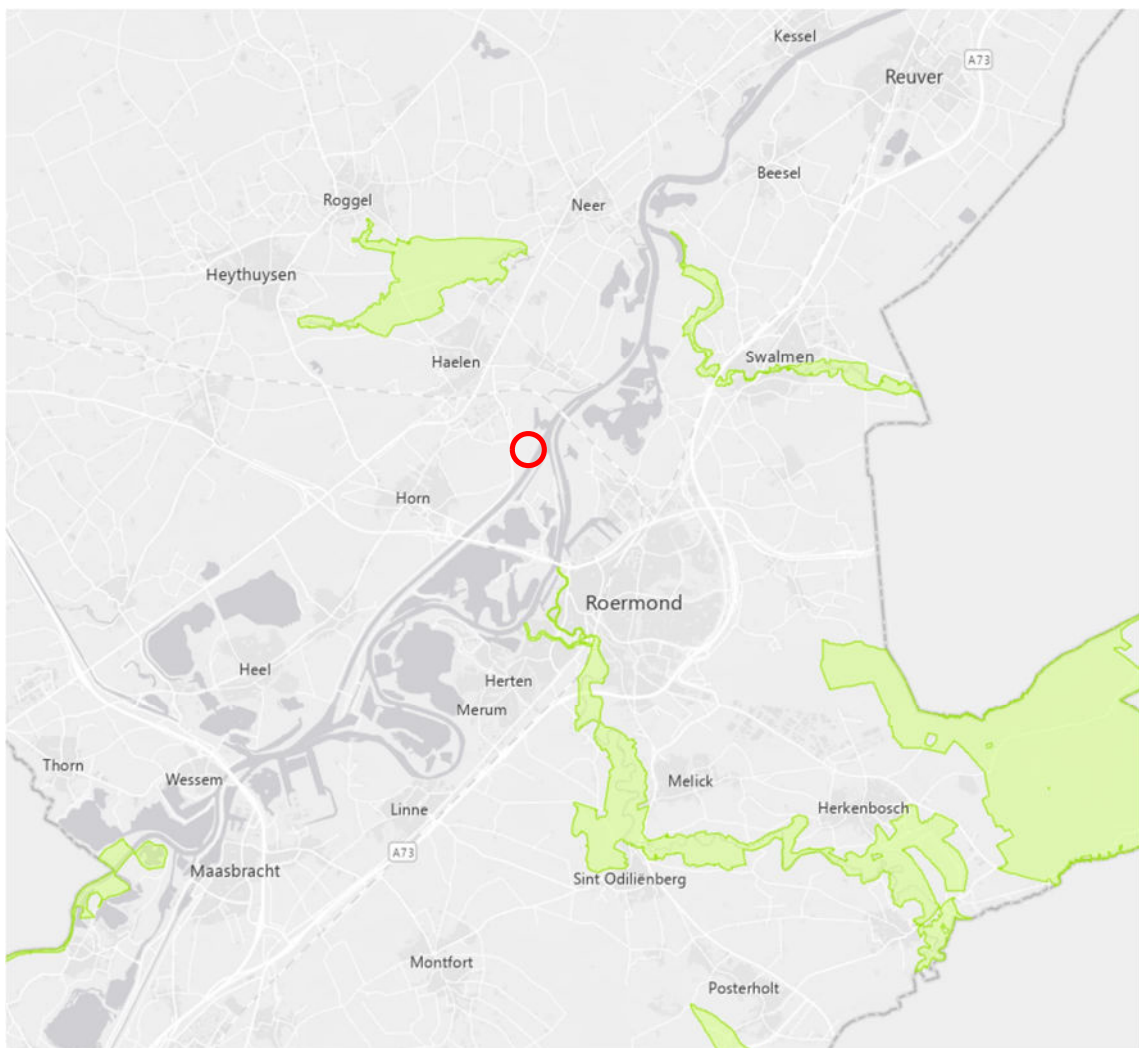 Kessel
A73
Reuver
Beesel
Roggel
Neer
Heythuysen
Haelen
Swalmen
Horn
Roermond
Heel
Herten
Merum
Thorn
Wessem
Melick
Linne
Herkenbosch
A73
Maasbracht
Sint Odiliënberg
Montfort
Posterholt